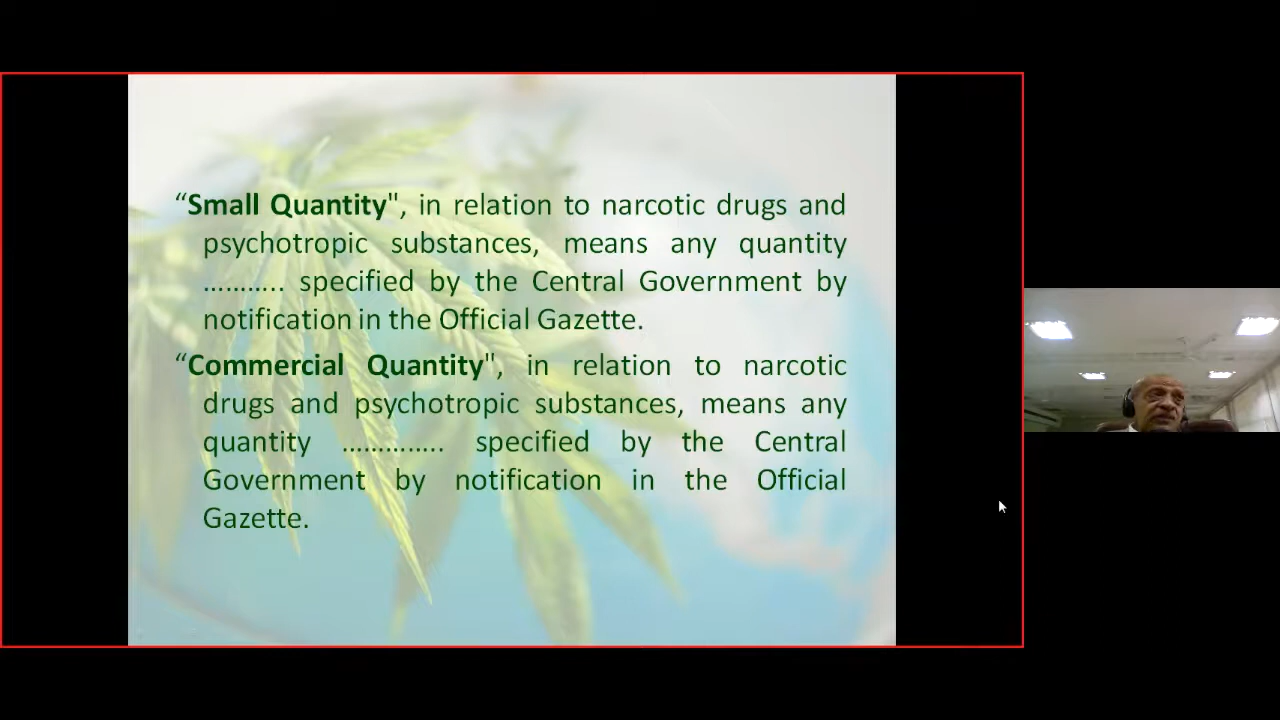 “Small Quantity", in relation to narcotic drugs and
psychotropic substances, means any quantity
……….. specified by the Central Government by
notification in the Official Gazette.
“Commercial Quantity", in relation to narcotic
drugs and psychotropic substances, means any
quantity ………….. specified by the Central
Government by notification in the Official
Gazette.